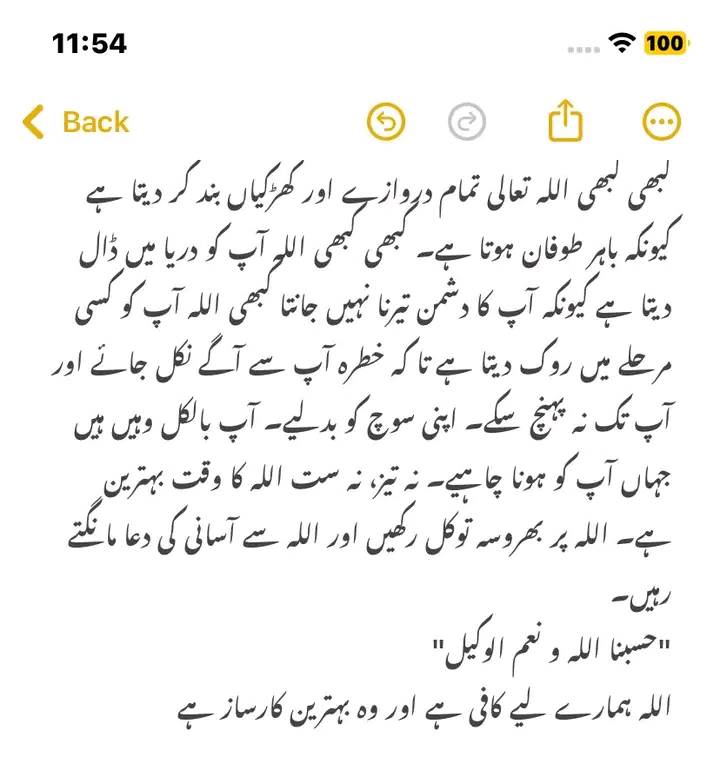 11:54
100
Back
کبھی کبھی اللہ تعالی تمام دروازے اور کھڑکیاں بند کر دیتا ہے
کیونکہ باہر طوفان ہوتا ہے۔ کبھی کبھی اللہ آپ کو دریا میں ڈال
دیتا ہے کیونکہ آپ کا دشمن تیرنا نہیں جانتا کبھی اللہ آپ کو کسی
مرحلے میں روک دیتا ہے تا کہ خطرہ آپ سے آگے نکل جائے اور
آپ تک نہ پہنچ سکے۔ اپنی سوچ کو بدلیے۔ آپ بالکل وہیں ہیں
جہاں آپ کو ہونا چاہیے۔ نہ تیز، نہ ست اللہ کا وقت بہترین
ہے۔ اللہ پر بھروسہ توکل رکھیں اور اللہ سے آسانی کی دعا مانگتے
رہیں۔
"حسبنا اللہ و نعم الوکیل"
اللہ ہمارے لیے کافی ہے اور وہ بہترین کارساز ہے